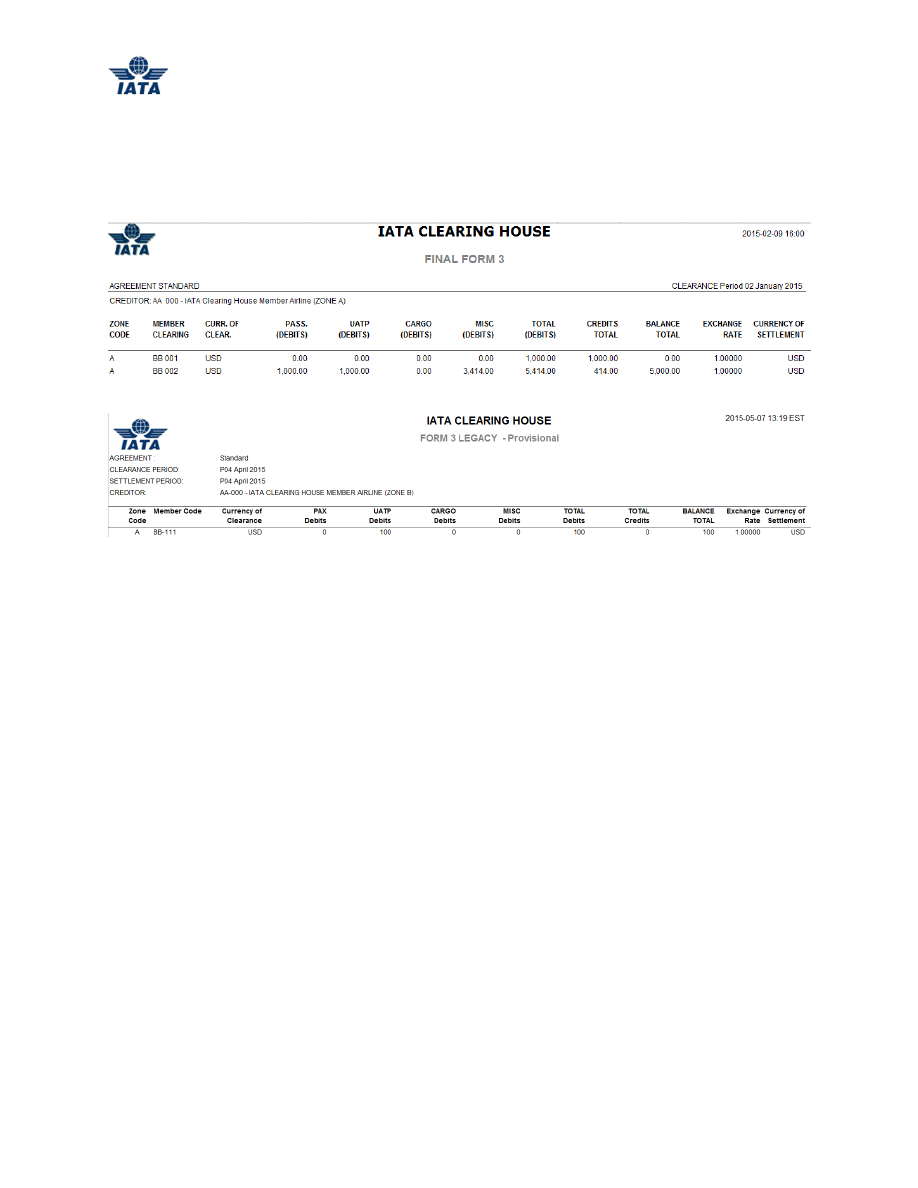 IATA
IATA CLEARING HOUSE 2015-02-09 16:00
IATA
FINAL FORM 3
AGREEMENT STANDARD CLEARANCE Period 02 January 2015
CREDITOR: AA 000 - IATA Clearing House Member Airline (ZONE A)
ZONE MEMBER CURR. OF PASS. UATP CARGO MISC TOTAL CREDITS BALANCE EXCHANGE CURRENCY OF
CODE CLEARING CLEAR. (DEBITS) (DEBITS) (DEBITS) (DEBITS) (DEBITS) TOTAL TOTAL RATE SETTLEMENT
A BB 001 USD 0.00 0.00 0.00 0.00 1,000.00 1,000.00 0.00 1.00000 USD
A BB 002 USD 1,000.00 1,000.00 0.00 3,414.00 5,414.00 414.00 5,000.00 1.00000 USD
IATA CLEARING HOUSE 2015-05-07 13:19 EST
FORM 3 LEGACY - Provisional
IATA
AGREEMENT : Standard
CLEARANCE PERIOD: P04 April 2015
SETTLEMENT PERIOD: P04 April 2015
CREDITOR: AA-000 - IATA CLEARING HOUSE MEMBER AIRLINE (ZONE B)
Zone Member Code Currency of PAX UATP CARGO MISC TOTAL TOTAL BALANCE Exchange Currency of
Code Clearance Debits Debits Debits Debits Debits Credits TOTAL Rate Settlement
A BB-111 USD 0 100 0 0 100 0 100 1.00000 USD